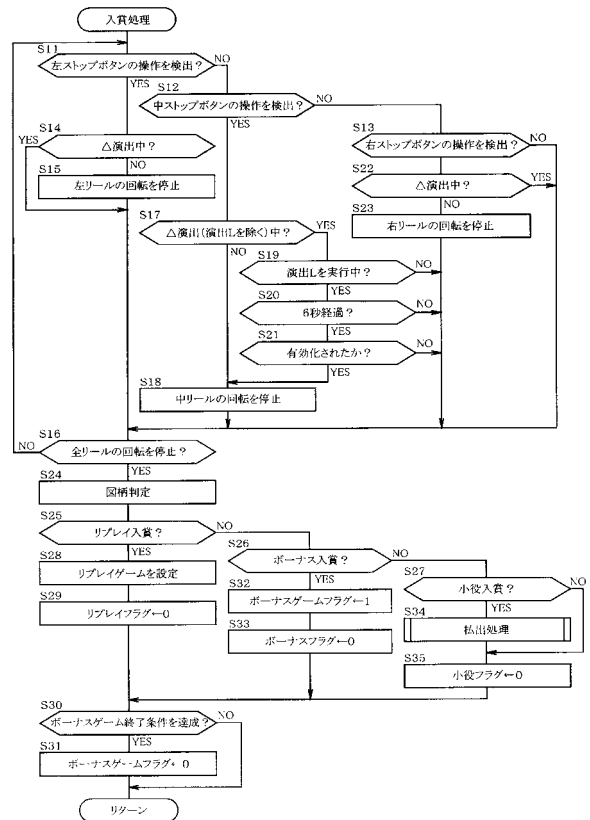 入賞処理
S11
左ストップボタンの操作を検出？
NO
YES
S12
中ストップボタンの操作を検出？
NO
YES
S13
右ストップボタンの操作を検出？
NO
YES
S14
YES
△演出中？
NO
S15
左リールの回転を停止
S22
△演出中？
YES
NO
S23
右リールの回転を停止
S17
△演出(演出Lを除く)中？
YES
NO
S19
演出Lを実行中？
NO
YES
S20
6秒経過？
NO
YES
S21
有効化されたか？
NO
YES
S18
中リールの回転を停止
S16
NO
全リールの回転を停止？
YES
S24
図柄判定
S25
リプレイ入賞？
NO
YES
S26
ボーナス入賞？
NO
YES
S27
小役入賞？
NO
YES
S28
リプレイゲームを設定
S29
リプレイフラグ←0
S32
ボーナスゲームフラグ←1
S33
ボーナスフラグ←0
S34
払出処理
S35
小役フラグ←0
S30
ボーナスゲーム終了条件を達成？
NO
YES
S31
ボーナスゲームフラグ←0
リターン